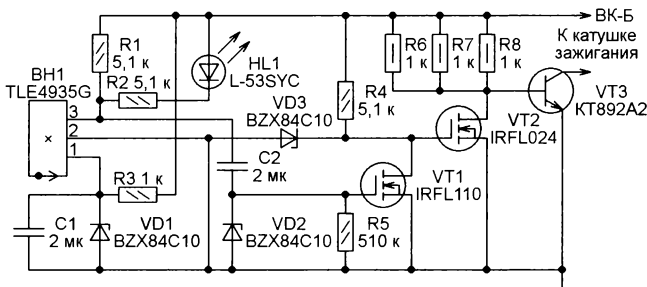 ВК-Б
К катушке
зажигания
R1
5,1 к
R2 5,1 к
HL1
L-53SYC
R6
1 к
R7
1 к
R8
1 к
BH1
TLE4935G
3
2
1
×
VD3
BZX84C10
R4
5,1 к
VT3
КТ892А2
VT2
IRFL024
C2
2 мк
VT1
IRFL110
R3 1 к
C1
2 мк
VD1
BZX84C10
VD2
BZX84C10
R5
510 к